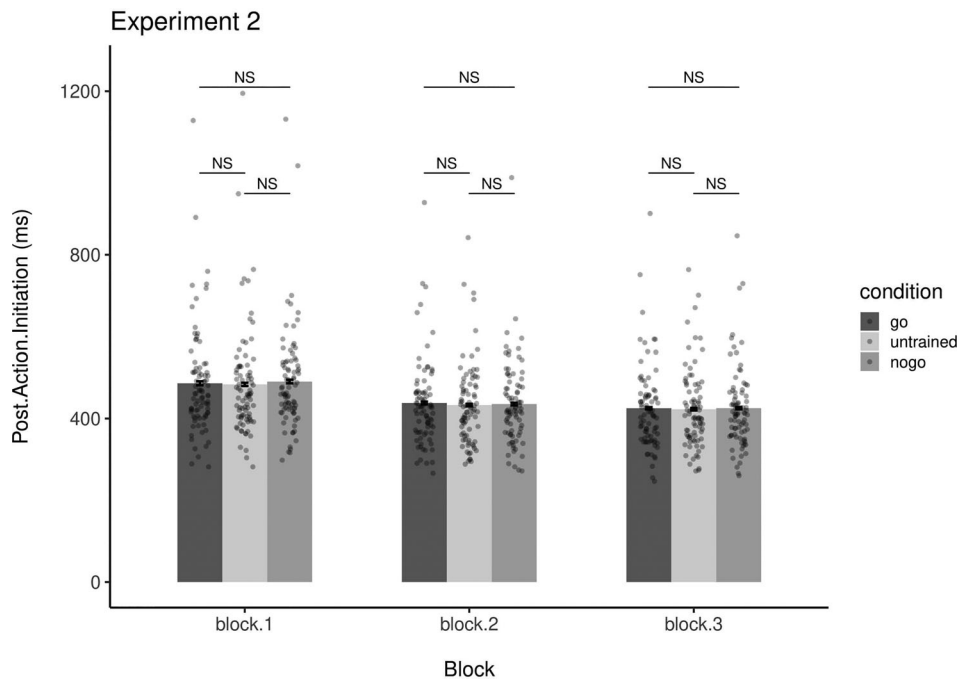 Experiment 2
Post.Action.Initiation (ms)
1200
800
400
0
NS
NS
NS
NS
NS
NS
NS
NS
NS
block.1
block.2
block.3
Block
condition
go
untrained
nogo